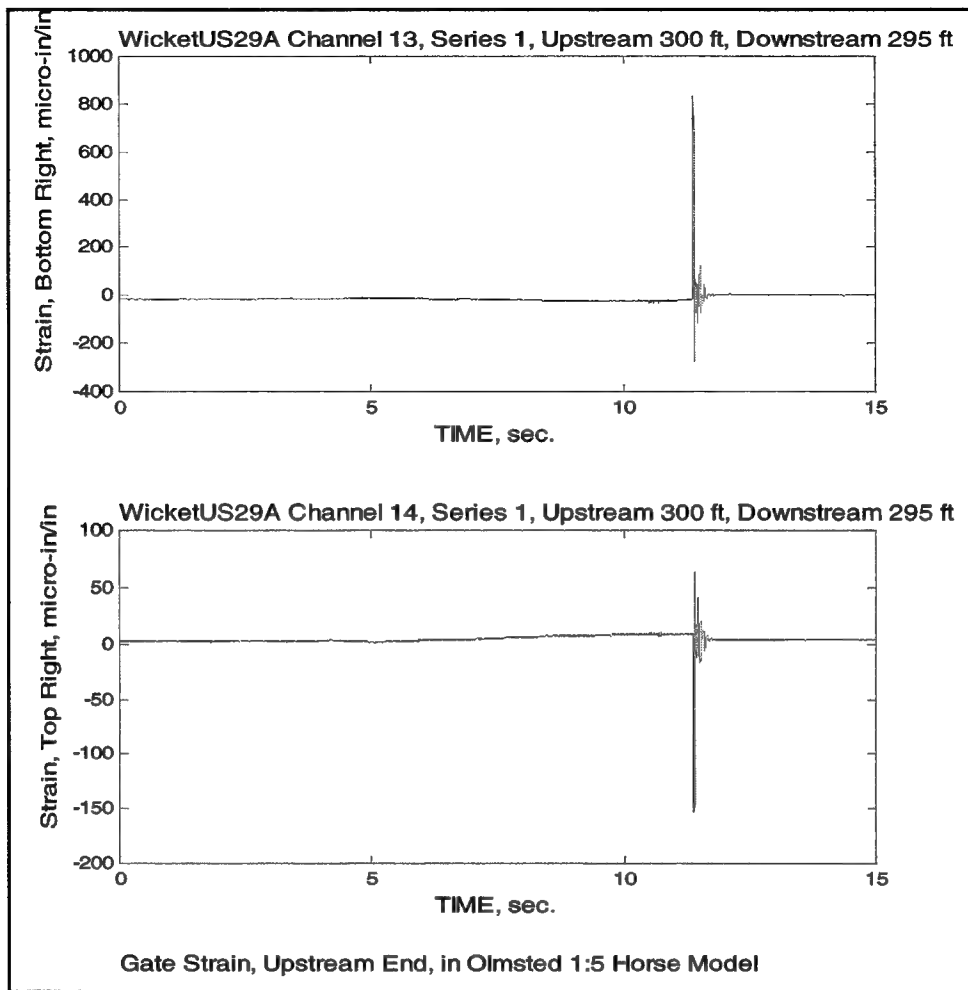 WicketUS29A Channel 13, Series 1, Upstream 300 ft, Downstream 295 ft
Strain, Bottom Right, micro-in/in
1000
800
600
400
200
0
-200
-400
0 5 10 15
TIME, sec.
WicketUS29A Channel 14, Series 1, Upstream 300 ft, Downstream 295 ft
Strain, Top Right, micro-in/in
100
50
0
-50
-100
-150
-200
0 5 10 15
TIME, sec.
Gate Strain, Upstream End, in Olmsted 1:5 Horse Model